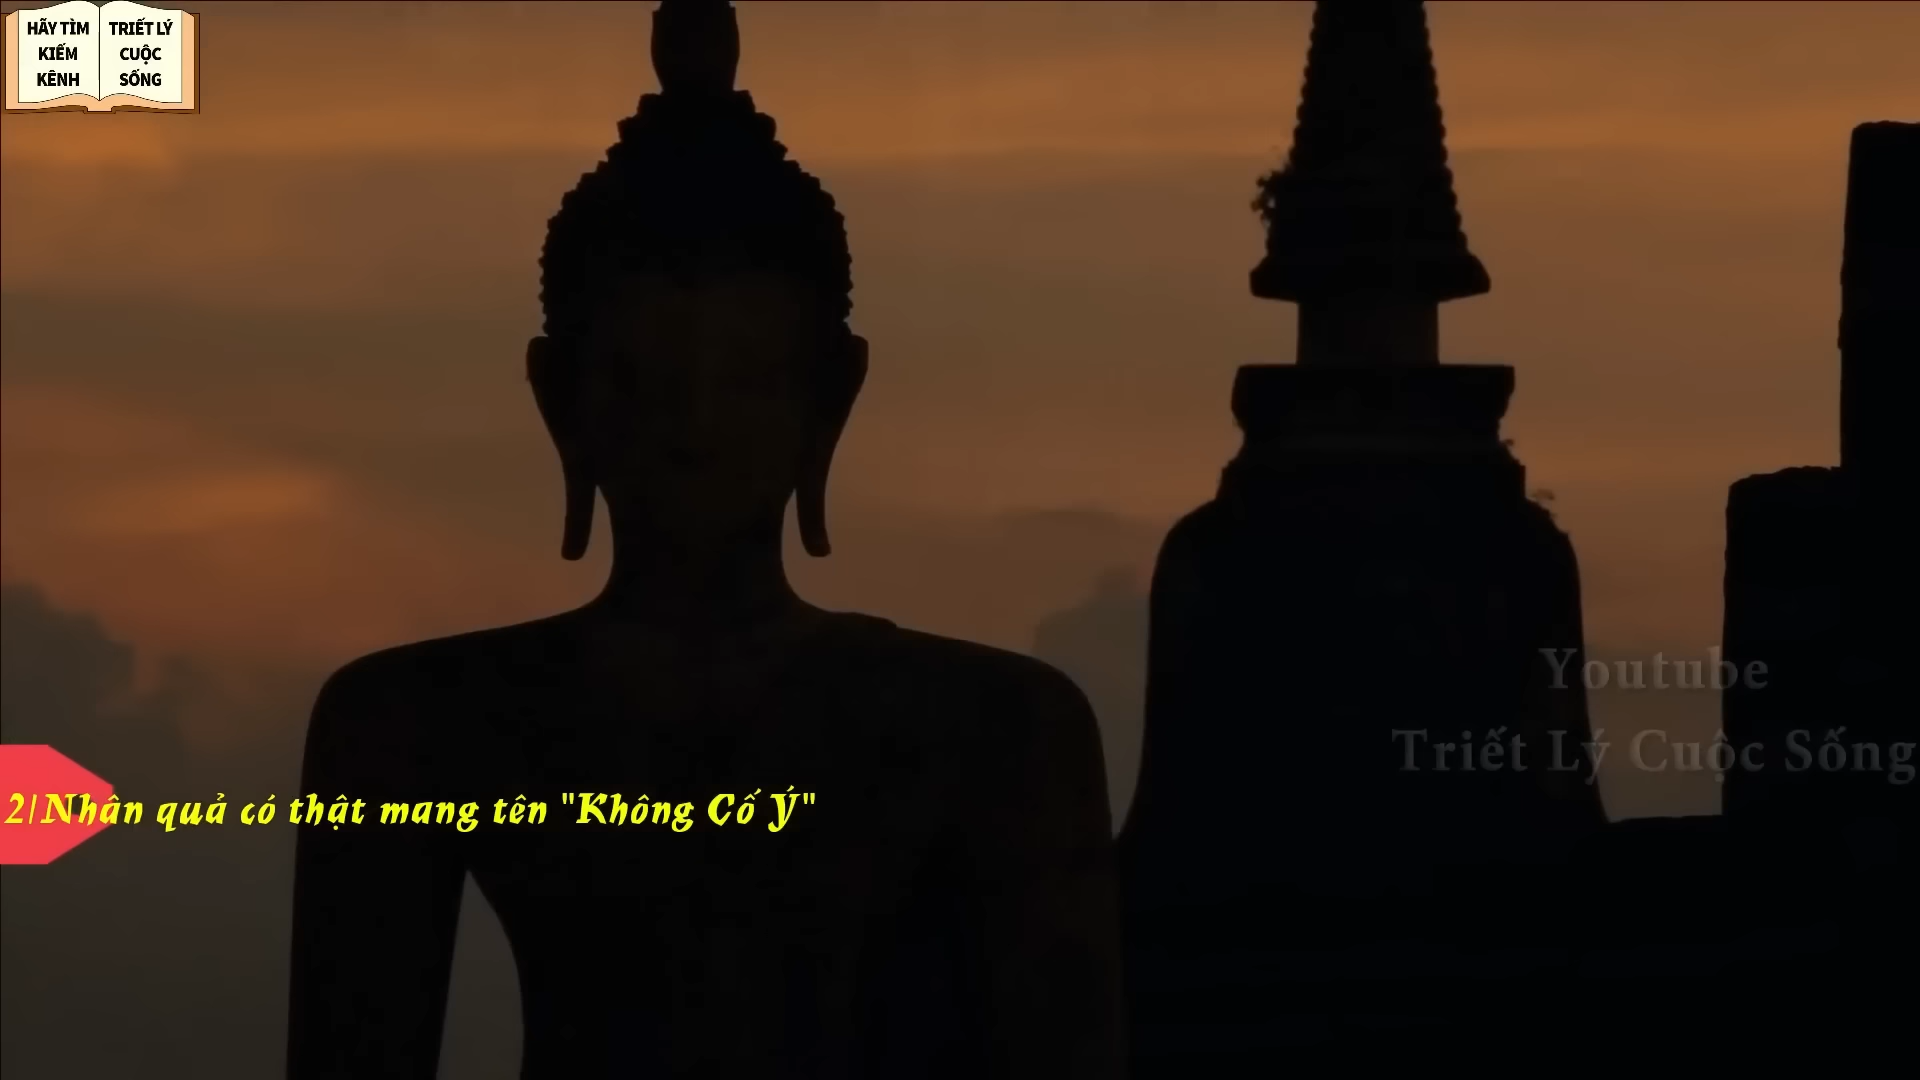 HÃY TÌM
KIẾM
KÊNH
TRIẾT LÝ
CUỘC
SỐNG
Youtube
Triết Lý Cuộc Sống
2/Nhân quả có thật mang tên "Không Cố Ý"